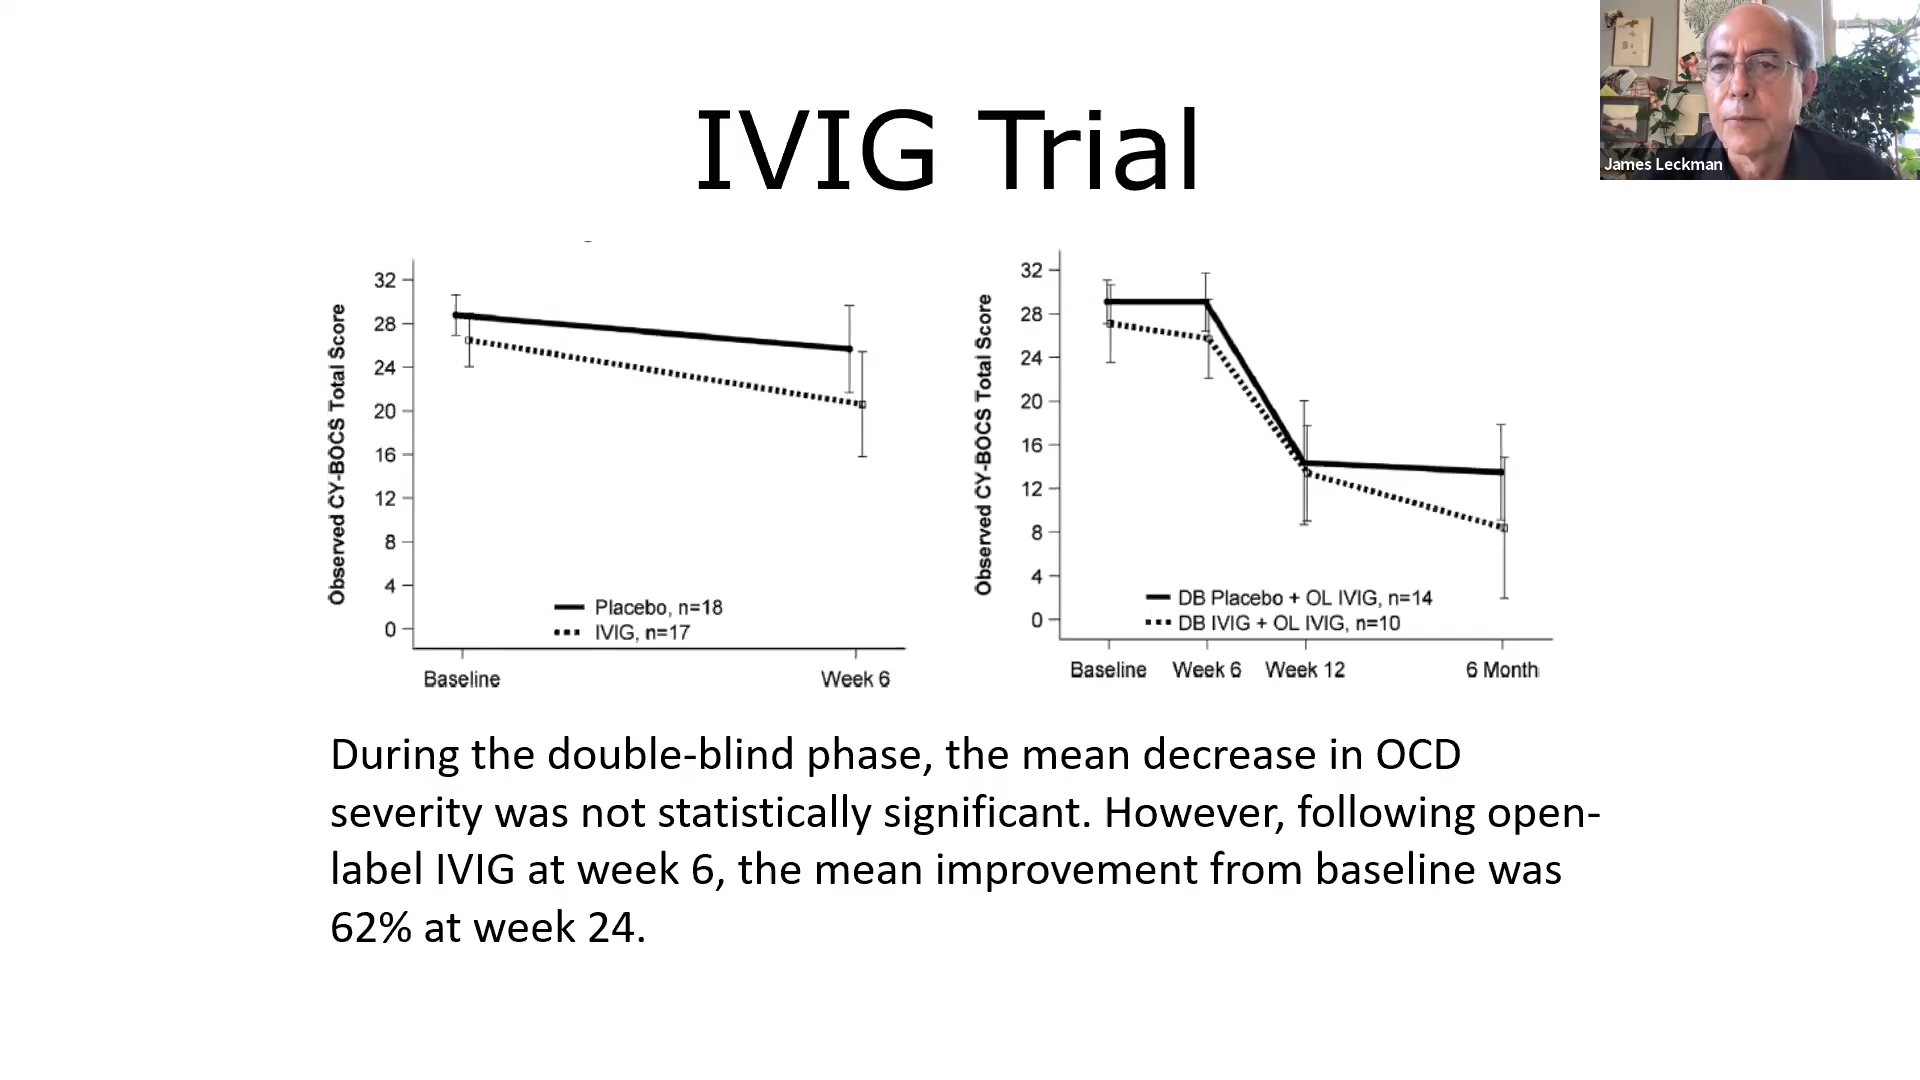 IVIG Trial
James Leckman
Observed CY-BOCS Total Score
32
28
24
20
16
12
8
4
0
Placebo, n=18
IVIG, n=17
Baseline
Week 6
Observed CY-BOCS Total Score
32
28
24
20
16
12
8
4
0
DB Placebo + OL IVIG, n=14
DB IVIG + OL IVIG, n=10
Baseline
Week 6
Week 12
6 Month
During the double-blind phase, the mean decrease in OCD
severity was not statistically significant. However, following open-
label IVIG at week 6, the mean improvement from baseline was
62% at week 24.